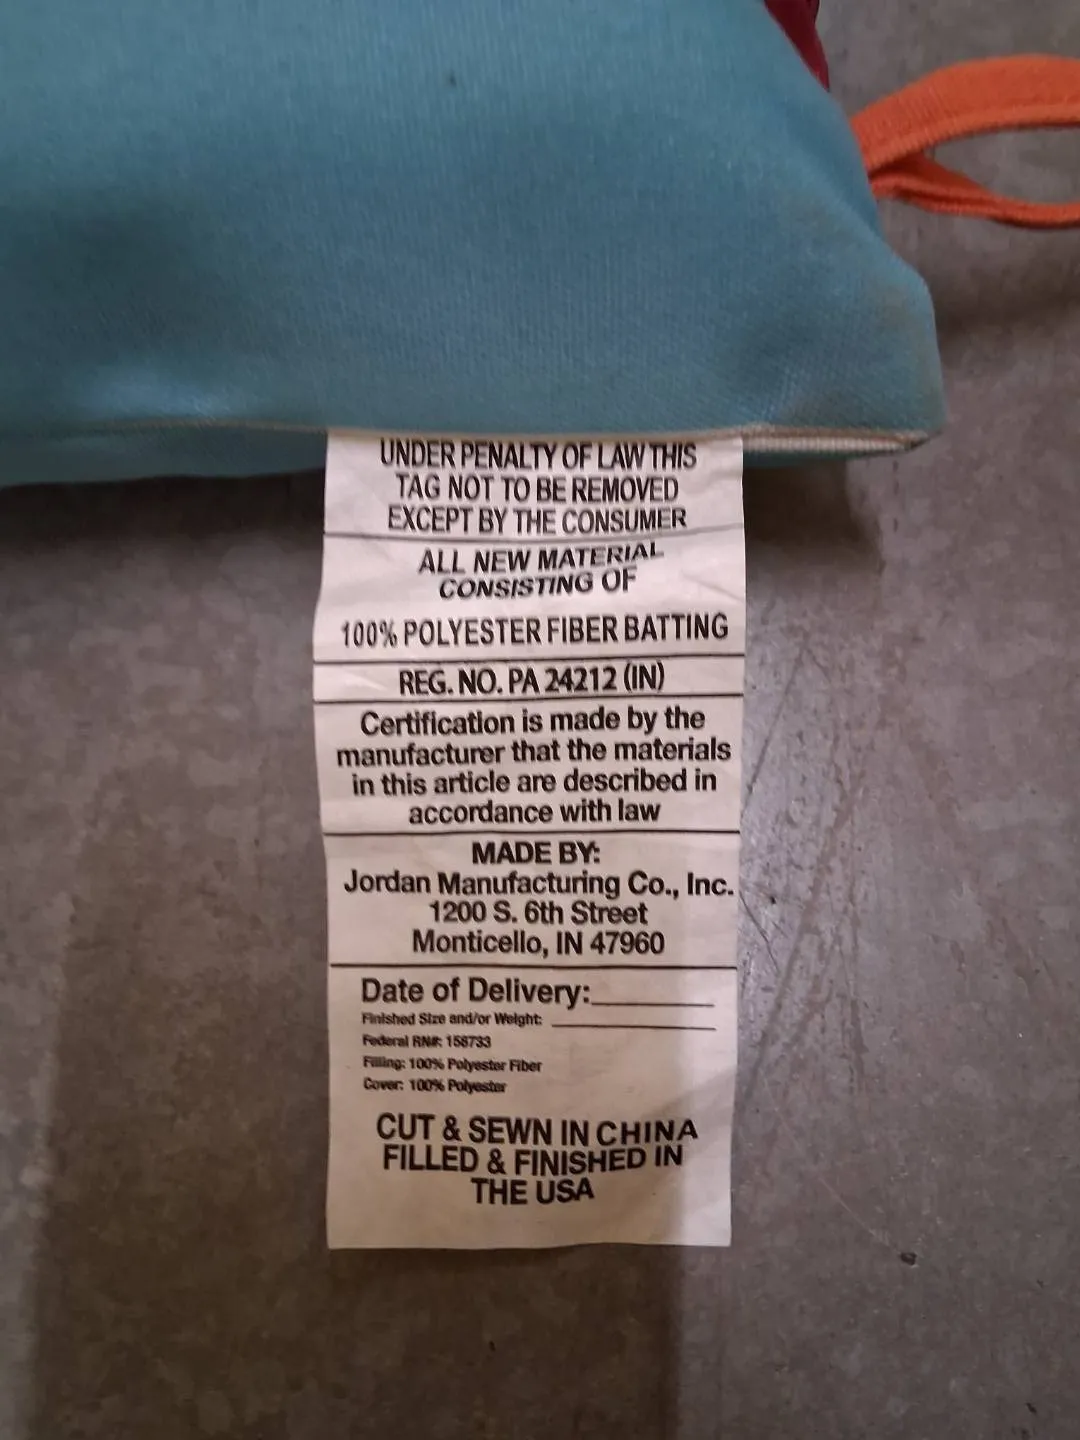 UNDER PENALTY OF LAW THIS
TAG NOT TO BE REMOVED
EXCEPT BY THE CONSUMER
ALL NEW MATERIAL
CONSISTING OF
100% POLYESTER FIBER BATTING
REG. NO. PA 24212 (IN)
Certification is made by the
manufacturer that the materials
in this article are described in
accordance with law
MADE BY:
Jordan Manufacturing Co., Inc.
1200 S. 6th Street
Monticello, IN 47960
Date of Delivery:
Finished Size and/or Weight:
Federal RN#: 158733
Filling: 100% Polyester Fiber
Cover: 100% Polyester
CUT & SEWN IN CHINA
FILLED & FINISHED IN
THE USA